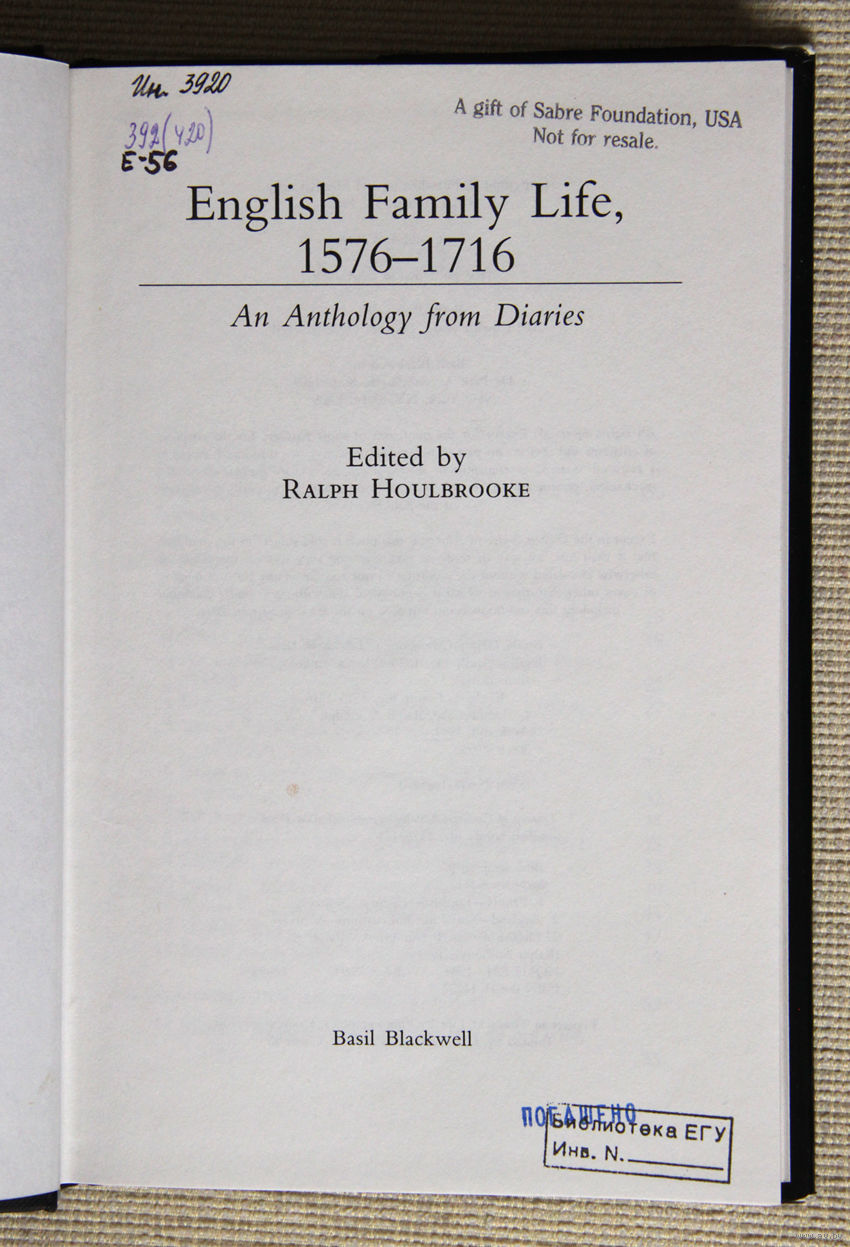 Ин. 3920
392(420)
E-56
A gift of Sabre Foundation, USA
Not for resale.
English Family Life,
1576–1716
An Anthology from Diaries
Edited by
Ralph Houlbrooke
Basil Blackwell
ПОГАШЕНО
Библиотека ЕГУ
Инв. N.